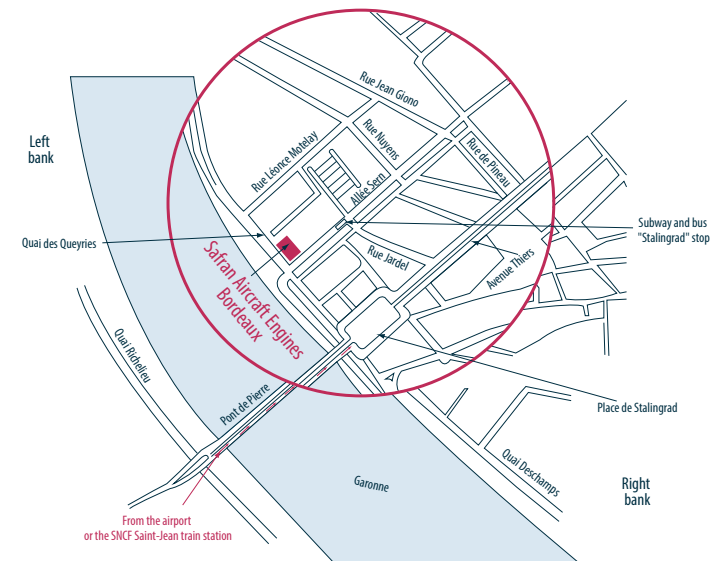 Rue Jean Giono
Left
bank
Rue Nuyens
Rue de Pineau
Rue Léonce Motelay
Allée Serr
Subway and bus
"Stalingrad" stop
Quai des Queyries
Rue Jardel
Avenue Thiers
Safran Aircraft Engines
Bordeaux
Quai Richelieu
Pont de Pierre
Place de Stalingrad
Quai Deschamps
Garonne
Right
bank
From the airport
or the SNCF Saint-Jean train station